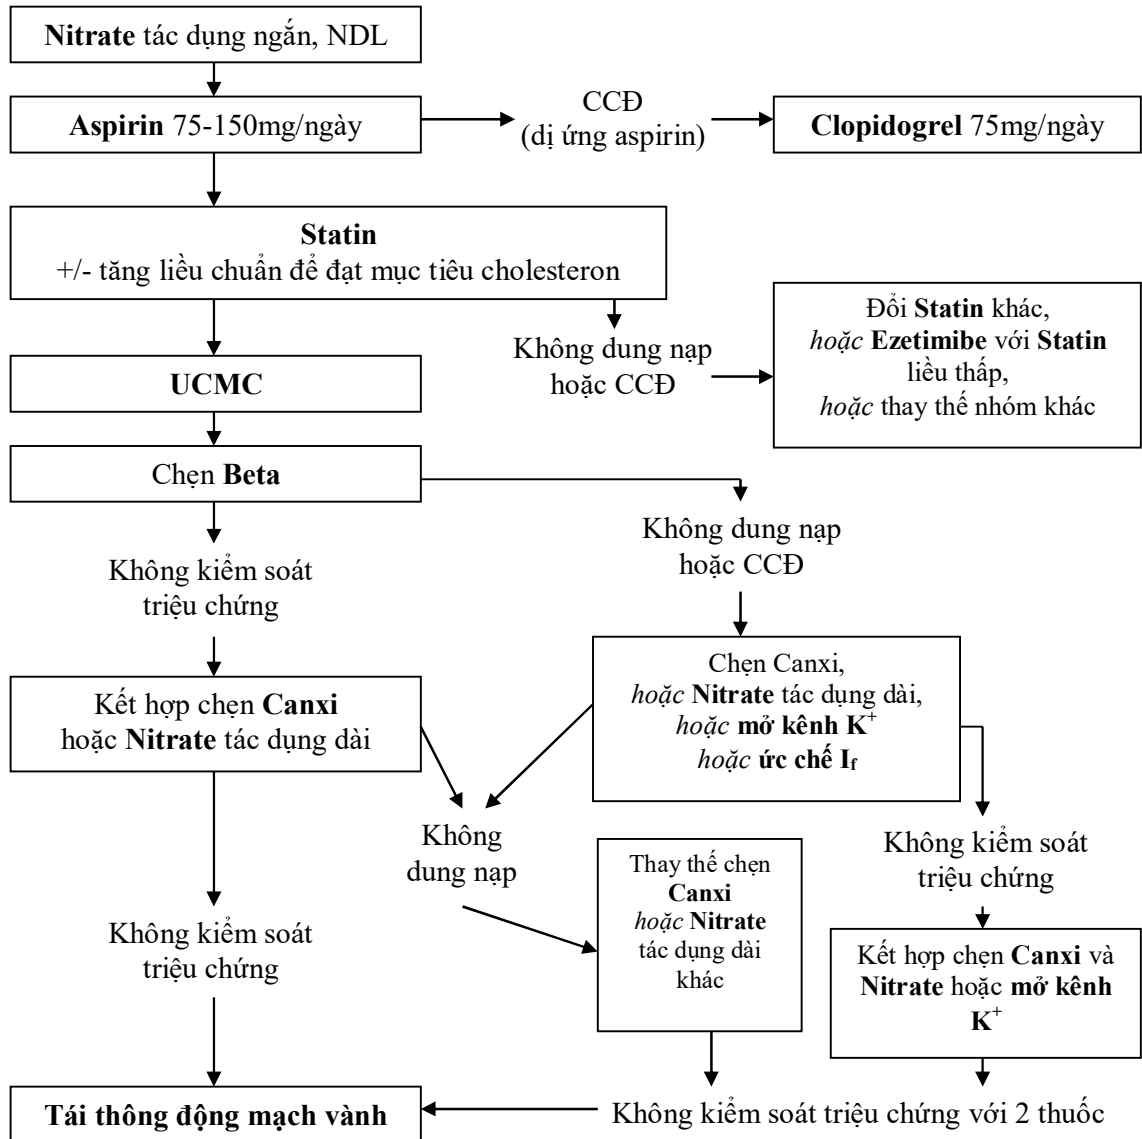 Nitrate tác dụng ngắn, NDL
Aspirin 75-150mg/ngày
CCĐ
(dị ứng aspirin)
Clopidogrel 75mg/ngày
Statin
+/- tăng liều chuẩn để đạt mục tiêu cholesteron
Không dung nạp
hoặc CCĐ
Đổi Statin khác,
hoặc Ezetimibe với Statin
liều thấp,
hoặc thay thế nhóm khác
UCMC
Chẹn Beta
Không kiểm soát
triệu chứng
Không dung nạp
hoặc CCĐ
Kết hợp chẹn Canxi
hoặc Nitrate tác dụng dài
Chẹn Canxi,
hoặc Nitrate tác dụng dài,
hoặc mở kênh K⁺
hoặc ức chế If
Không
dung nạp
Thay thế chẹn
Canxi
hoặc Nitrate
tác dụng dài
khác
Không kiểm soát
triệu chứng
Kết hợp chẹn Canxi và
Nitrate hoặc mở kênh
K⁺
Không kiểm soát
triệu chứng
Tái thông động mạch vành
Không kiểm soát triệu chứng với 2 thuốc